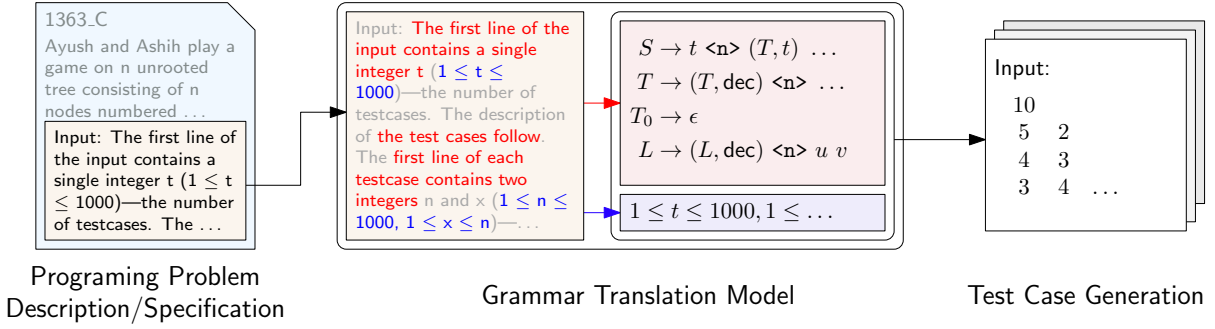 1363_C
Ayush and Ashih play a
game on n unrooted
tree consisting of n
nodes numbered ...
Input: The first line of
the input contains a
single integer t (1 ≤ t
≤ 1000)—the number
of testcases. The ...
Programing Problem
Description/Specification
Input: The first line of the
input contains a single
integer t (1 ≤ t ≤
1000)—the number of
testcases. The description
of the test cases follow.
The first line of each
testcase contains two
integers n and x (1 ≤ n ≤
1000, 1 ≤ x ≤ n)—...
S → t <n> (T, t) ...
T → (T, dec) <n> ...
T₀ → ϵ
L → (L, dec) <n> u v
1 ≤ t ≤ 1000, 1 ≤ ...
Grammar Translation Model
Input:
10
5 2
4 3
3 4 ...
Test Case Generation